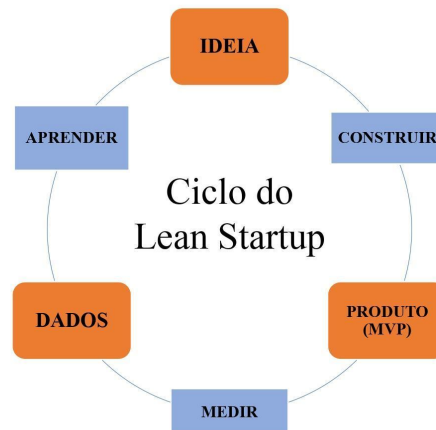 IDEIA
CONSTRUIR
PRODUTO
(MVP)
MEDIR
DADOS
APRENDER
Ciclo do
Lean Startup